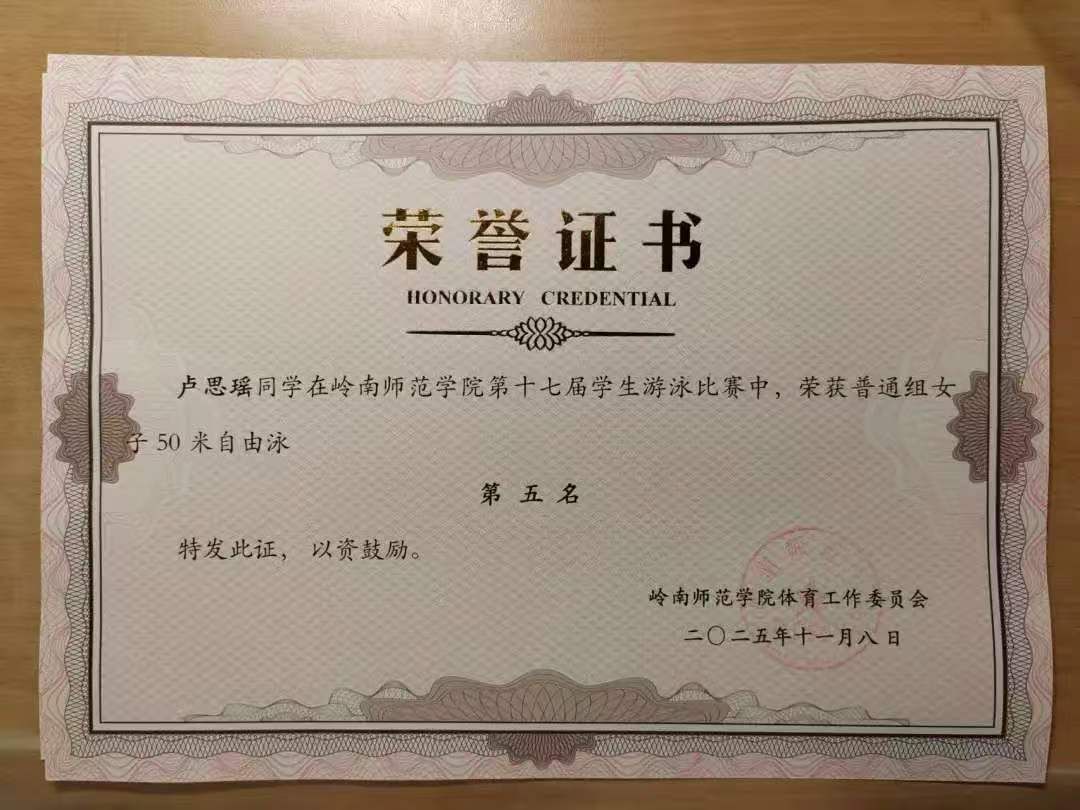 荣誉证书
HONORARY CREDENTIAL
卢思瑶同学在岭南师范学院第十七届学生游泳比赛中，荣获普通组女
子50米自由泳
第五名
特发此证，以资鼓励。
岭南师范学院体育工作委员会
二〇二五年十一月八日